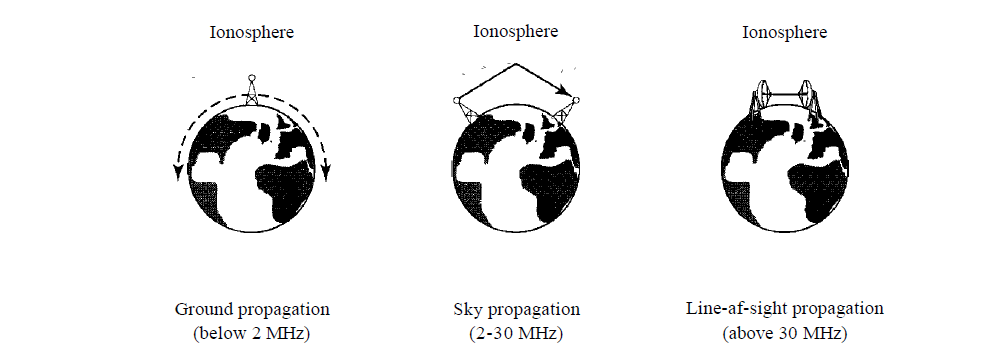 Ionosphere
Ionosphere
Ionosphere
Ground propagation
(below 2 MHz)
Sky propagation
(2-30 MHz)
Line-af-sight propagation
(above 30 MHz)